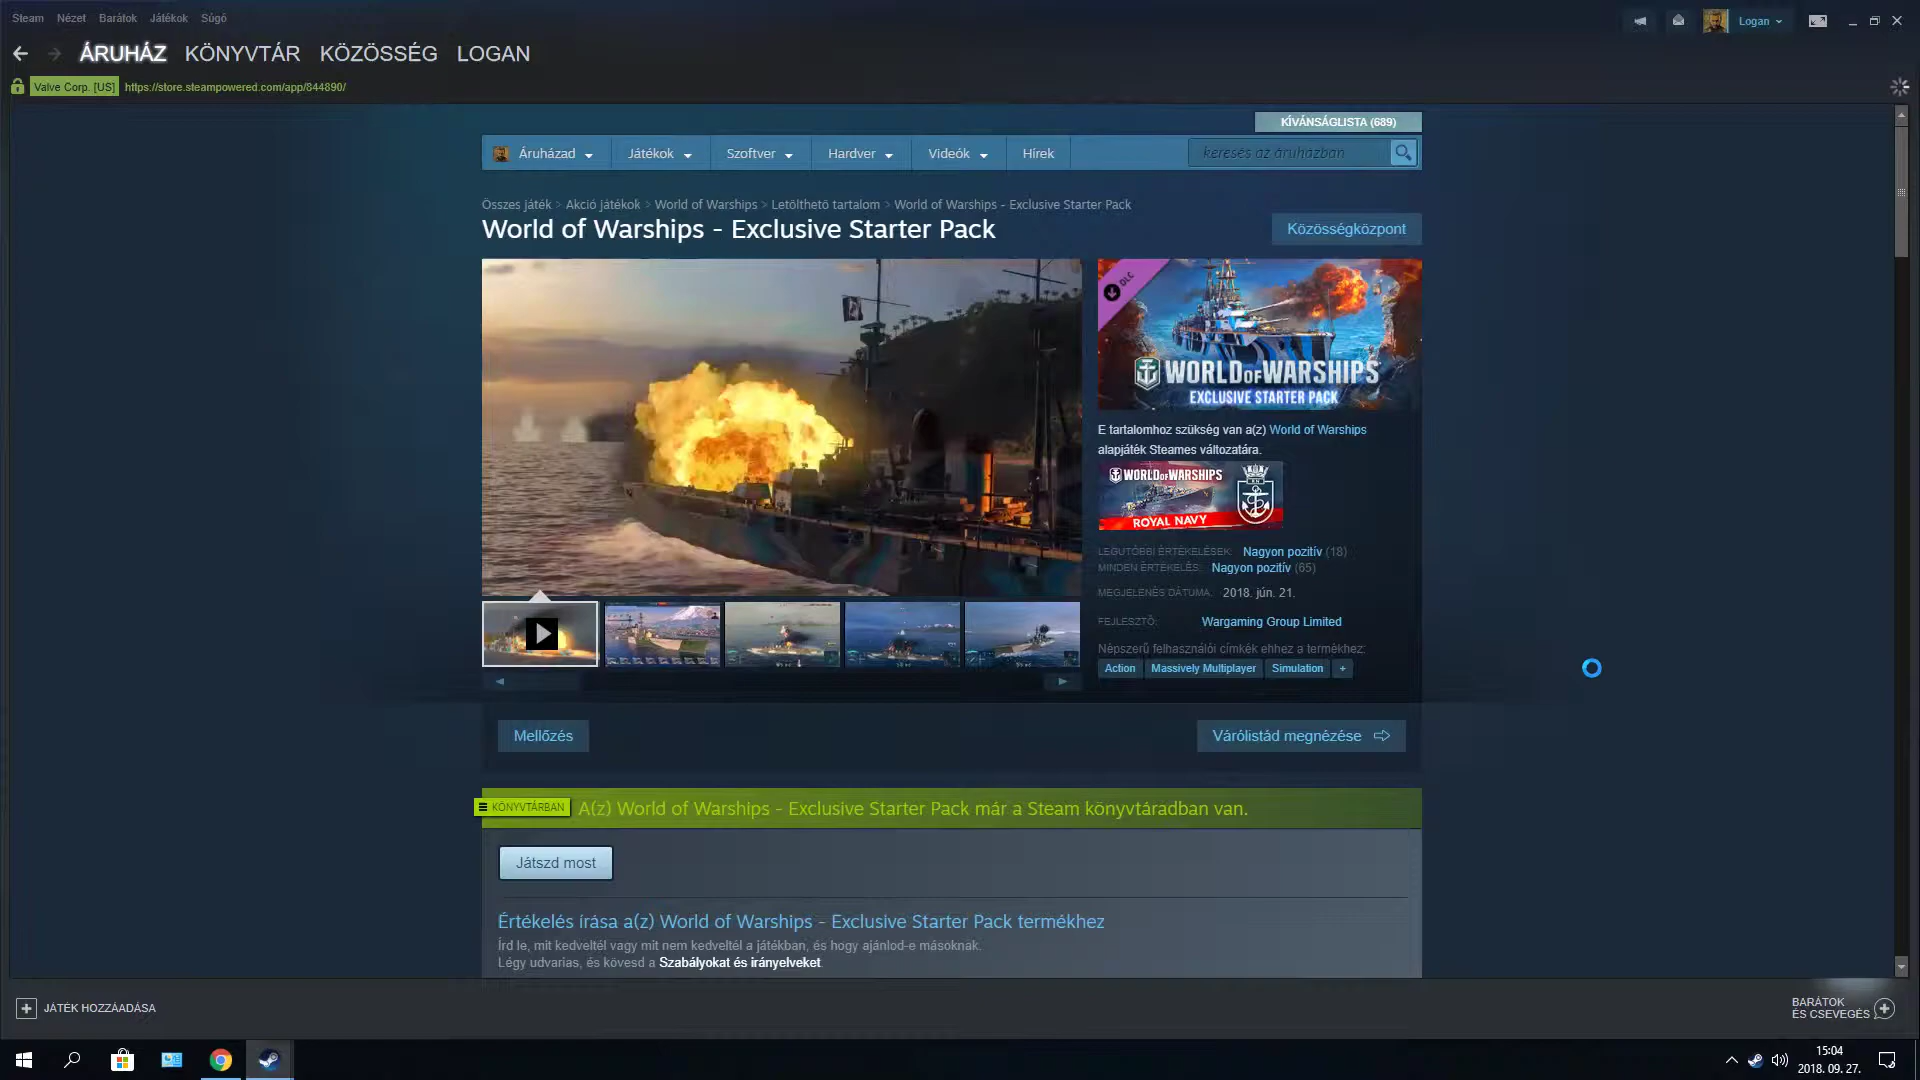 Steam Nézet Barátok Játékok Súgó
Logan
ÁRUHÁZ KÖNYVTÁR KÖZÖSSÉG LOGAN
Valve Corp. [US] https://store.steampowered.com/app/844890/
KÍVÁNSÁGLISTA (689)
Áruházad Játékok Szoftver Hardver Videók Hírek keresés az áruházban
Összes játék > Akció játékok > World of Warships > Letölthető tartalom > World of Warships - Exclusive Starter Pack
World of Warships - Exclusive Starter Pack
Közösségközpont
DLC
WORLD OF WARSHIPS
EXCLUSIVE STARTER PACK
E tartalomhoz szükség van a(z) World of Warships
alapjáték Steames változatára.
WORLD OF WARSHIPS
RN
ROYAL NAVY
LEGUTÓBBI ÉRTÉKELÉSEK: Nagyon pozitív (18)
MINDEN ÉRTÉKELÉS: Nagyon pozitív (65)
MEGJELENÉS DÁTUMA: 2018. jún. 21.
FEJLESZTŐ: Wargaming Group Limited
Népszerű felhasználói címkék ehhez a termékhez:
Action Massively Multiplayer Simulation +
Mellőzés
Várólistád megnézése
KÖNYVTÁRBAN A(z) World of Warships - Exclusive Starter Pack már a Steam könyvtáradban van.
Játszd most
Értékelés írása a(z) World of Warships - Exclusive Starter Pack termékhez
Írd le, mit kedveltél vagy mit nem kedveltél a játékban, és hogy ajánlod-e másoknak.
Légy udvarias, és kövesd a Szabályokat és irányelveket
JÁTÉK HOZZÁADÁSA
BARÁTOK
ÉS CSEVEGÉS
15:04
2018. 09. 27.